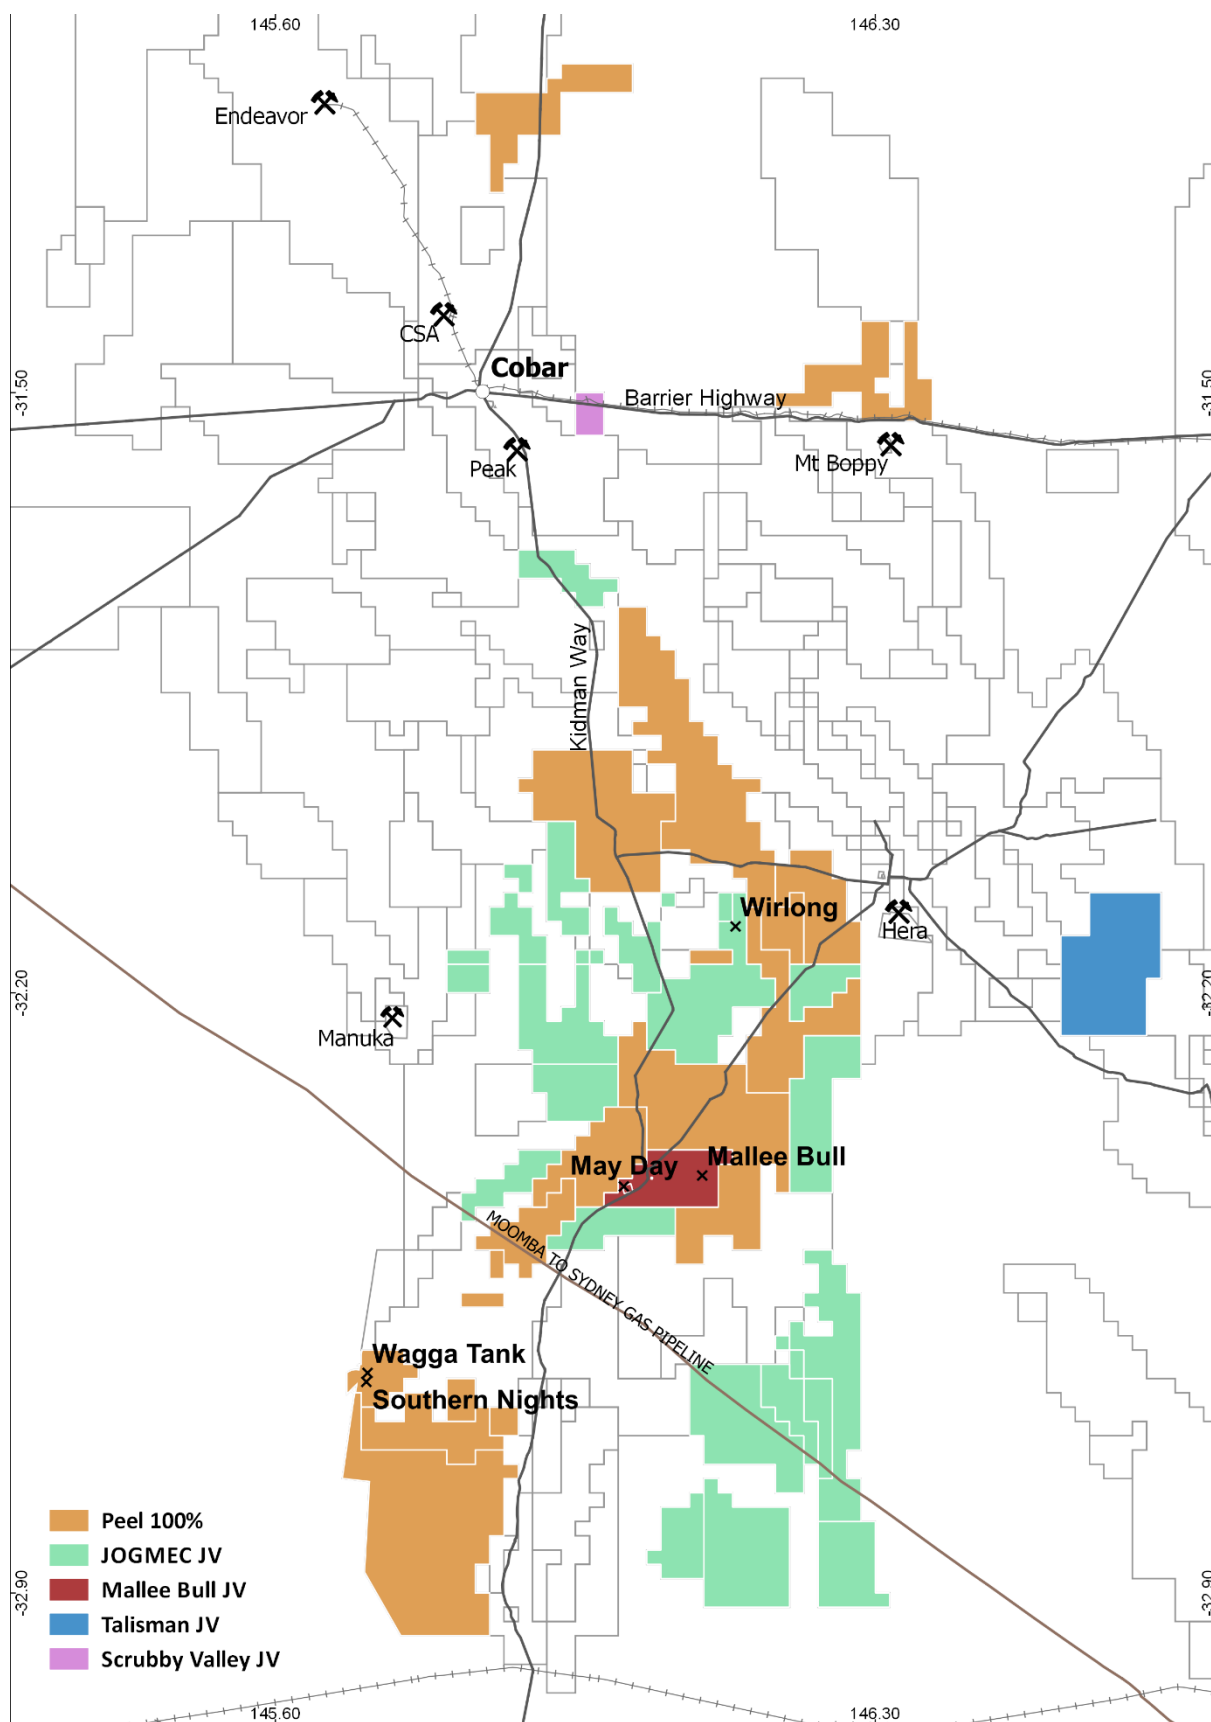 145.60
146.30
Endeavor
CSA
Cobar
-31.50
-31.50
Barrier Highway
Peak
Mt Boppy
Kidman Way
Wirlong
Hera
-32.20
-32.20
Manuka
May Day
Mallee Bull
MOOMBA TO SYDNEY GAS PIPELINE
Wagga Tank
Southern Nights
Peel 100%
JOGMEC JV
Mallee Bull JV
Talisman JV
Scrubby Valley JV
-32.90
-32.90
145.60
146.30